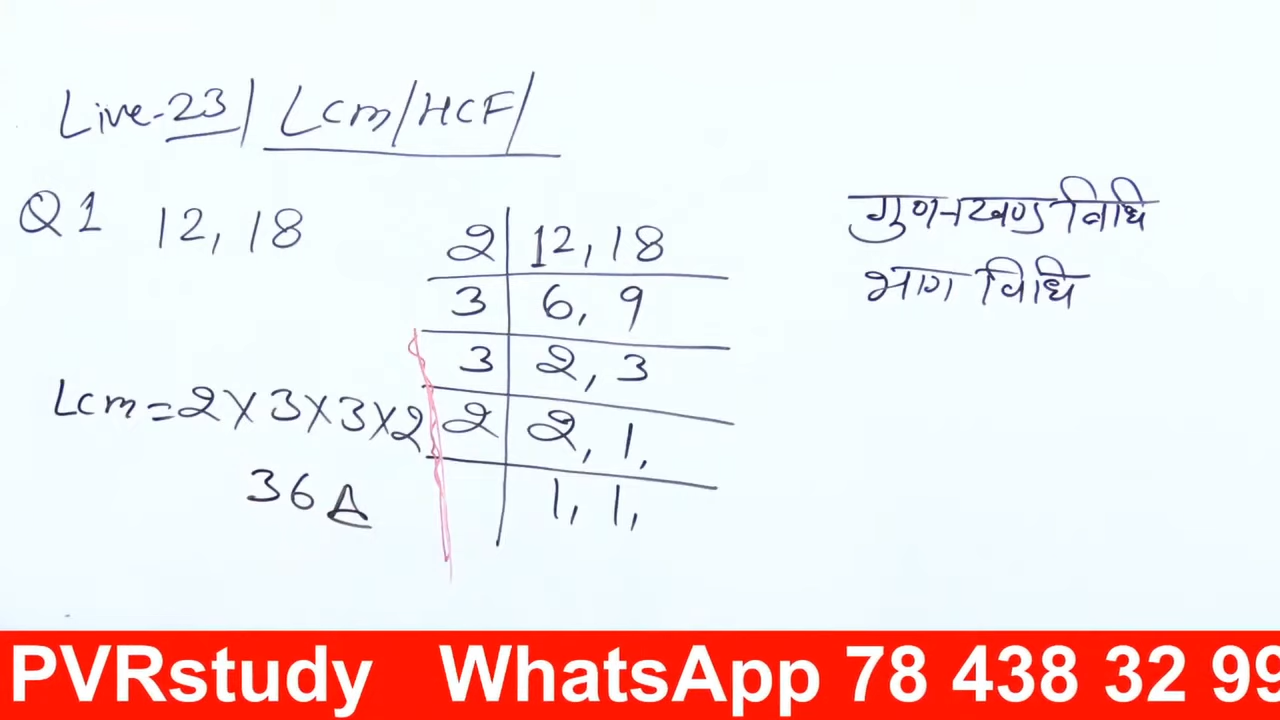 Live-23/ Lcm/HCF/
Q1 12, 18
2 | 12, 18
3 | 6, 9
3 | 2, 3
2 | 2, 1,
1, 1,
Lcm = 2 X 3 X 3 X 2
36 A
गुणनखण्ड विधि
भाग विधि
PVRstudy WhatsApp 78 438 32 99